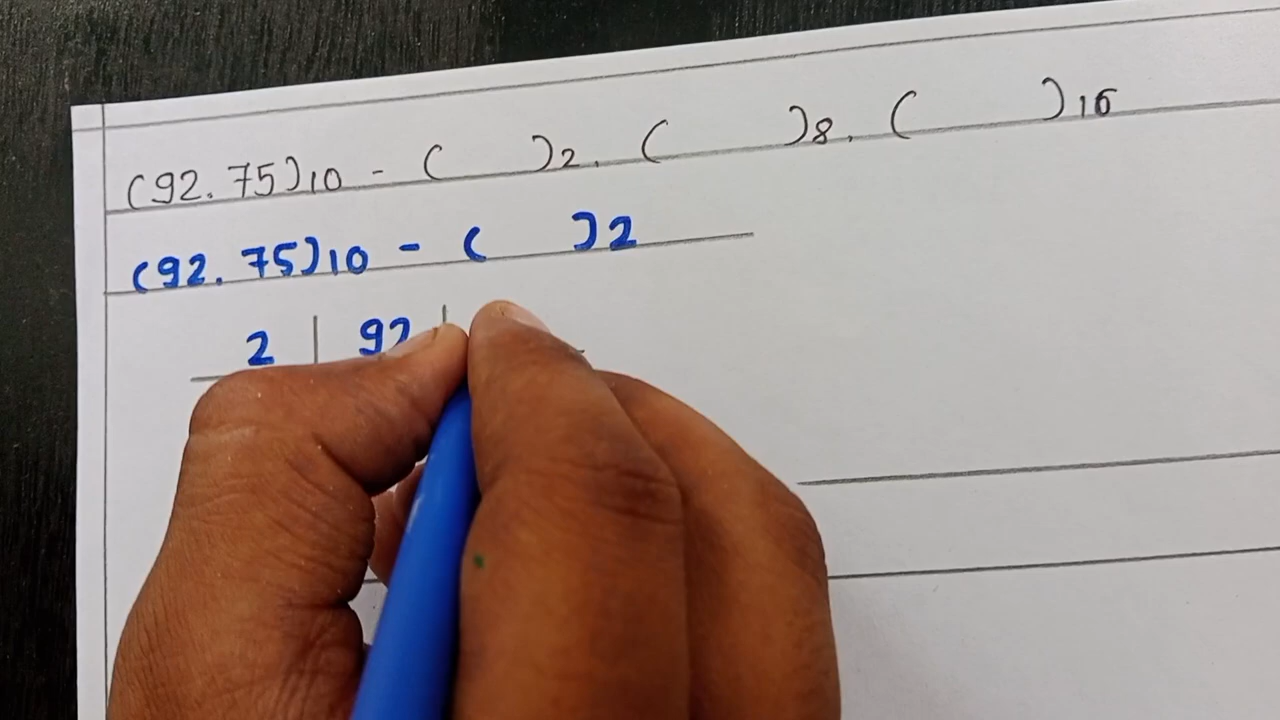 (92.75)10 - ( )2. ( )8. ( )16
(92.75)10 - ( )2
2 | 92